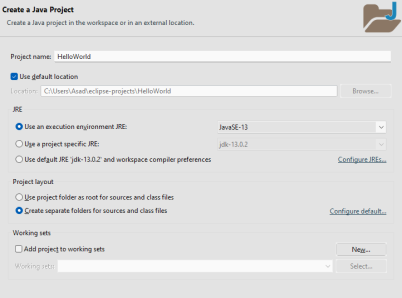 Create a Java Project
Create a Java project in the workspace or in an external location.
Project name: HelloWorld
Use default location
Location: C:\Users\Asad\eclipse-projects\HelloWorld Browse...
JRE
Use an execution environment JRE: JavaSE-13
Use a project specific JRE: jdk-13.0.2
Use default JRE 'jdk-13.0.2' and workspace compiler preferences Configure JREs...
Project layout
Use project folder as root for sources and class files
Create separate folders for sources and class files Configure default...
Working sets
Add project to working sets New...
Working sets: Select...